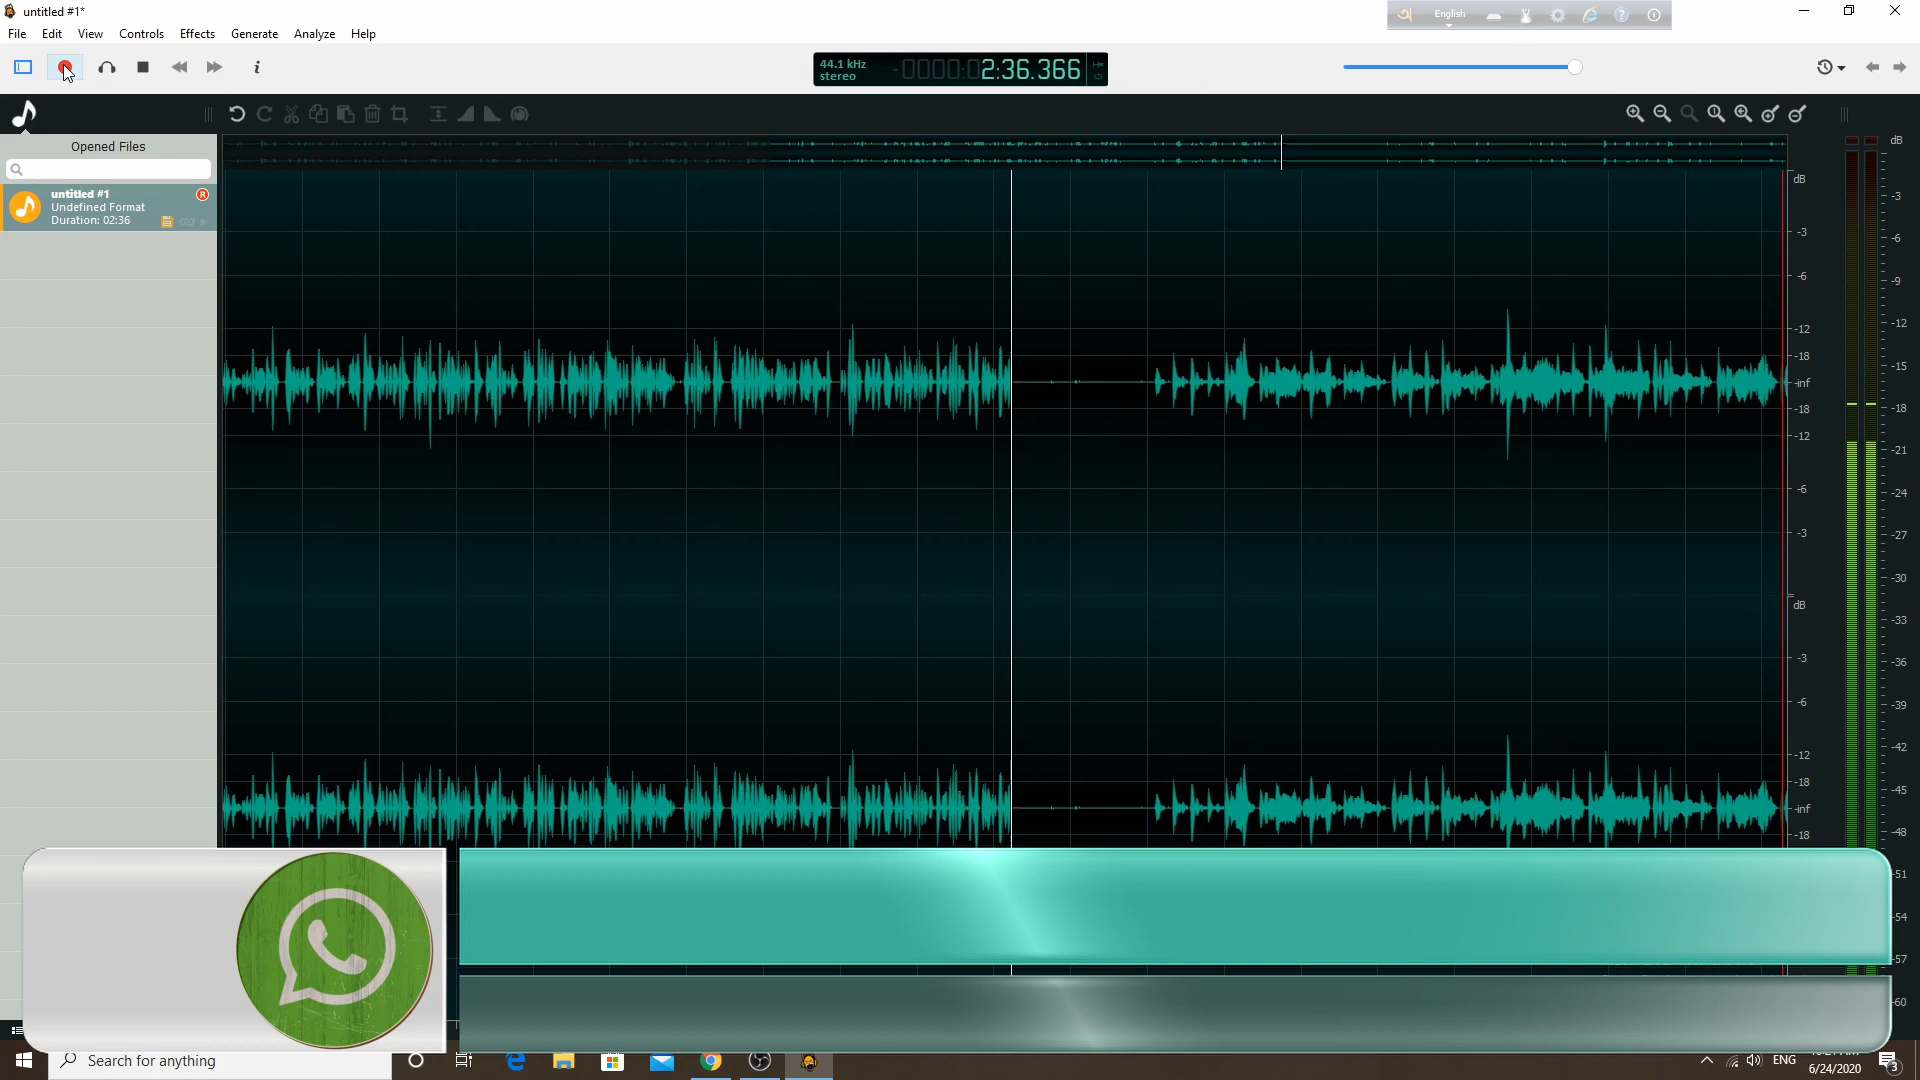 untitled #1*
English
File Edit View Controls Effects Generate Analyze Help
44.1 kHz
stereo
2:36.366
Opened Files
untitled #1
R
Undefined Format
Duration: 02:36
dB
-3
-6
-12
-18
-inf
-18
-12
-6
-3
dB
-3
-6
-12
-18
-inf
-18
dB
-3
-6
-9
-12
-15
-18
-21
-24
-27
-30
-33
-36
-39
-42
-45
-48
51
54
57
60
Search for anything
ENG
6/24/2020
3